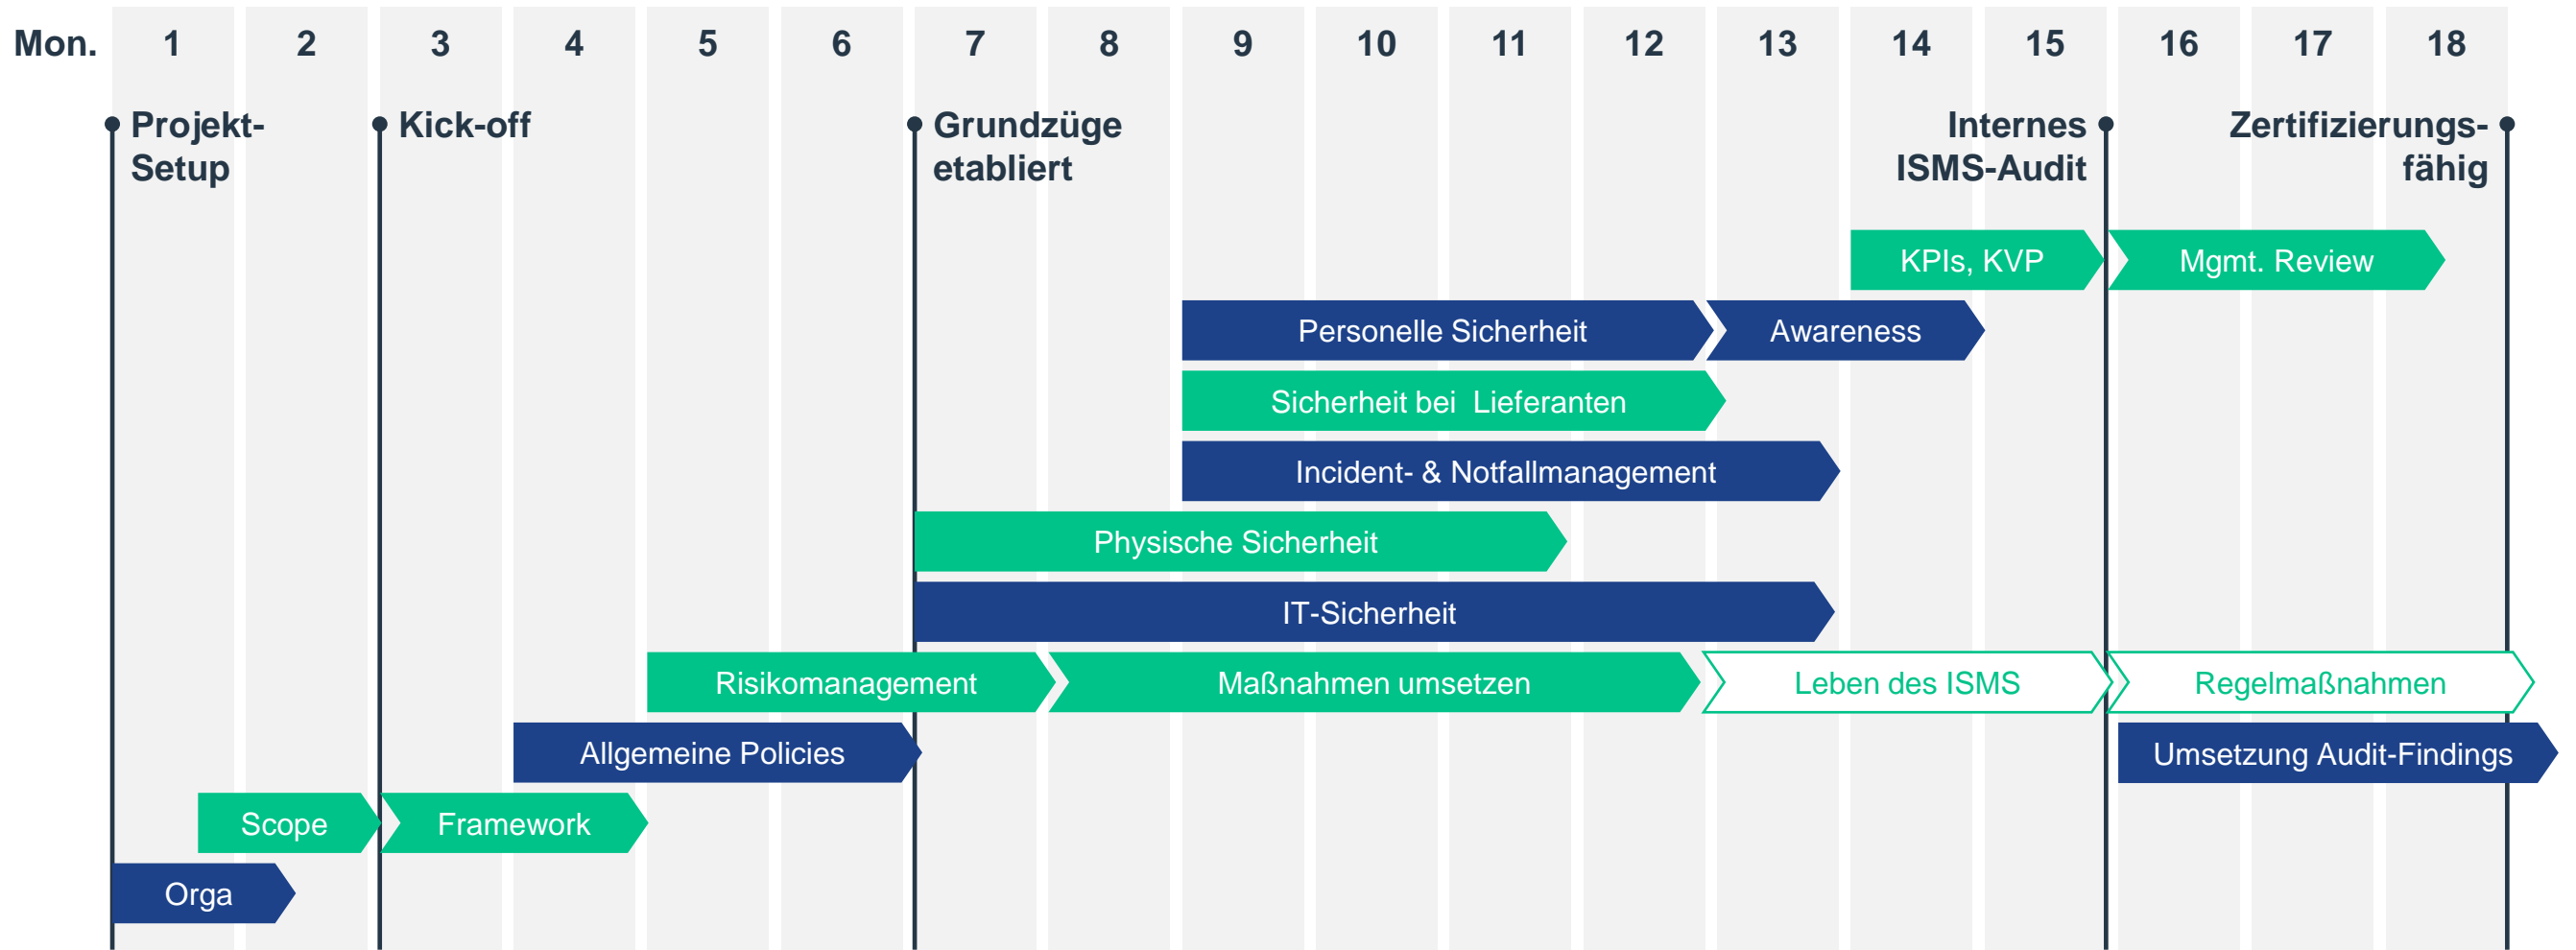 Mon. 1 2 3 4 5 6 7 8 9 10 11 12 13 14 15 16 17 18
Projekt-
Setup
Kick-off
Grundzüge
etabliert
Internes
ISMS-Audit
Zertifizierungs-
fähig
KPIs, KVP
Mgmt. Review
Personelle Sicherheit
Awareness
Sicherheit bei Lieferanten
Incident- & Notfallmanagement
Physische Sicherheit
IT-Sicherheit
Risikomanagement
Maßnahmen umsetzen
Leben des ISMS
Regelmaßnahmen
Allgemeine Policies
Umsetzung Audit-Findings
Scope
Framework
Orga